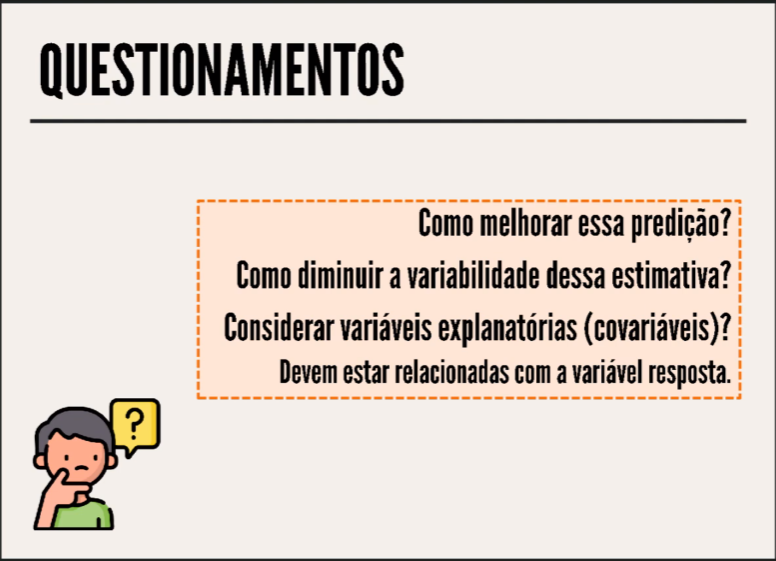 QUESTIONAMENTOS
Como melhorar essa predição?
Como diminuir a variabilidade dessa estimativa?
Considerar variáveis explanatórias (covariáveis)?
Devem estar relacionadas com a variável resposta.
?